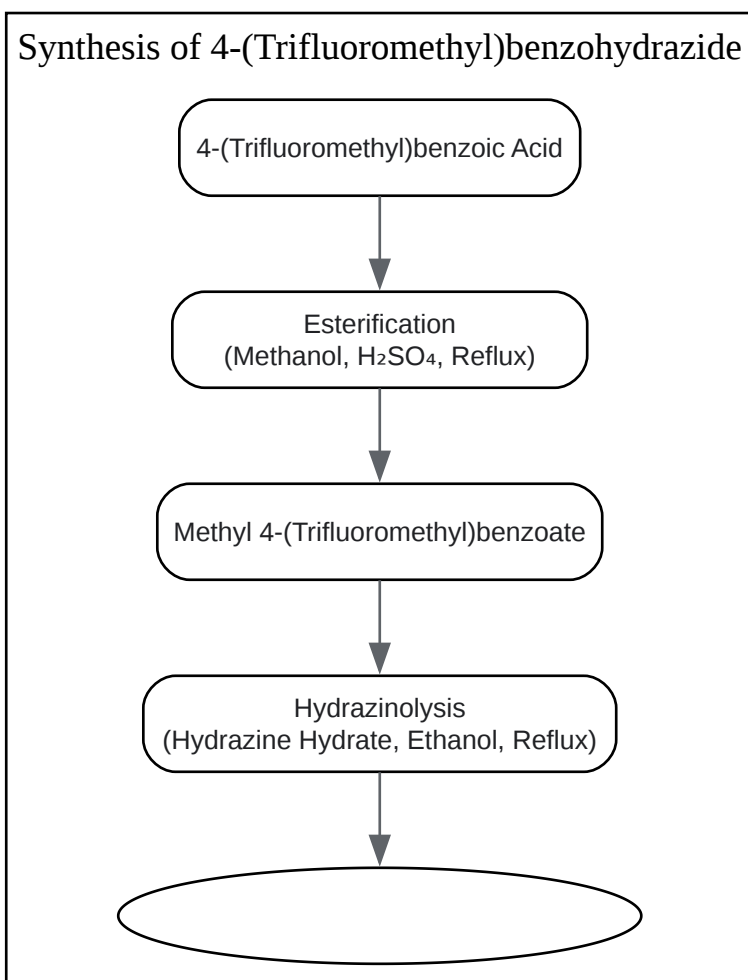 Synthesis of 4-(Trifluoromethyl)benzohydrazide
4-(Trifluoromethyl)benzoic Acid
Esterification
(Methanol, H₂SO₄, Reflux)
Methyl 4-(Trifluoromethyl)benzoate
Hydrazinolysis
(Hydrazine Hydrate, Ethanol, Reflux)